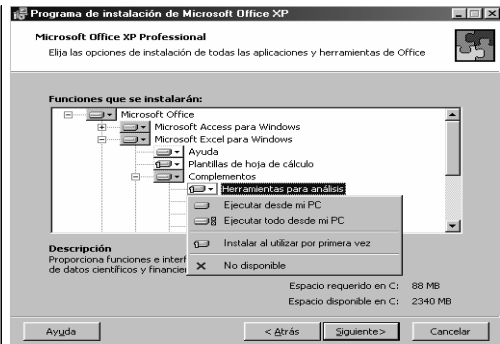 Programa de instalación de Microsoft Office XP
Microsoft Office XP Professional
Elija las opciones de instalación de todas las aplicaciones y herramientas de Office
Funciones que se instalarán:
Microsoft Office
Microsoft Access para Windows
Microsoft Excel para Windows
Ayuda
Plantillas de hoja de cálculo
Complementos
Herramientas para análisis
Ejecutar desde mi PC
Ejecutar todo desde mi PC
Instalar al utilizar por primera vez
No disponible
Descripción
Proporciona funciones e interf
de datos científicos y financie
Espacio requerido en C: 88 MB
Espacio disponible en C: 2340 MB
Ayuda
< Atrás
Siguiente>
Cancelar